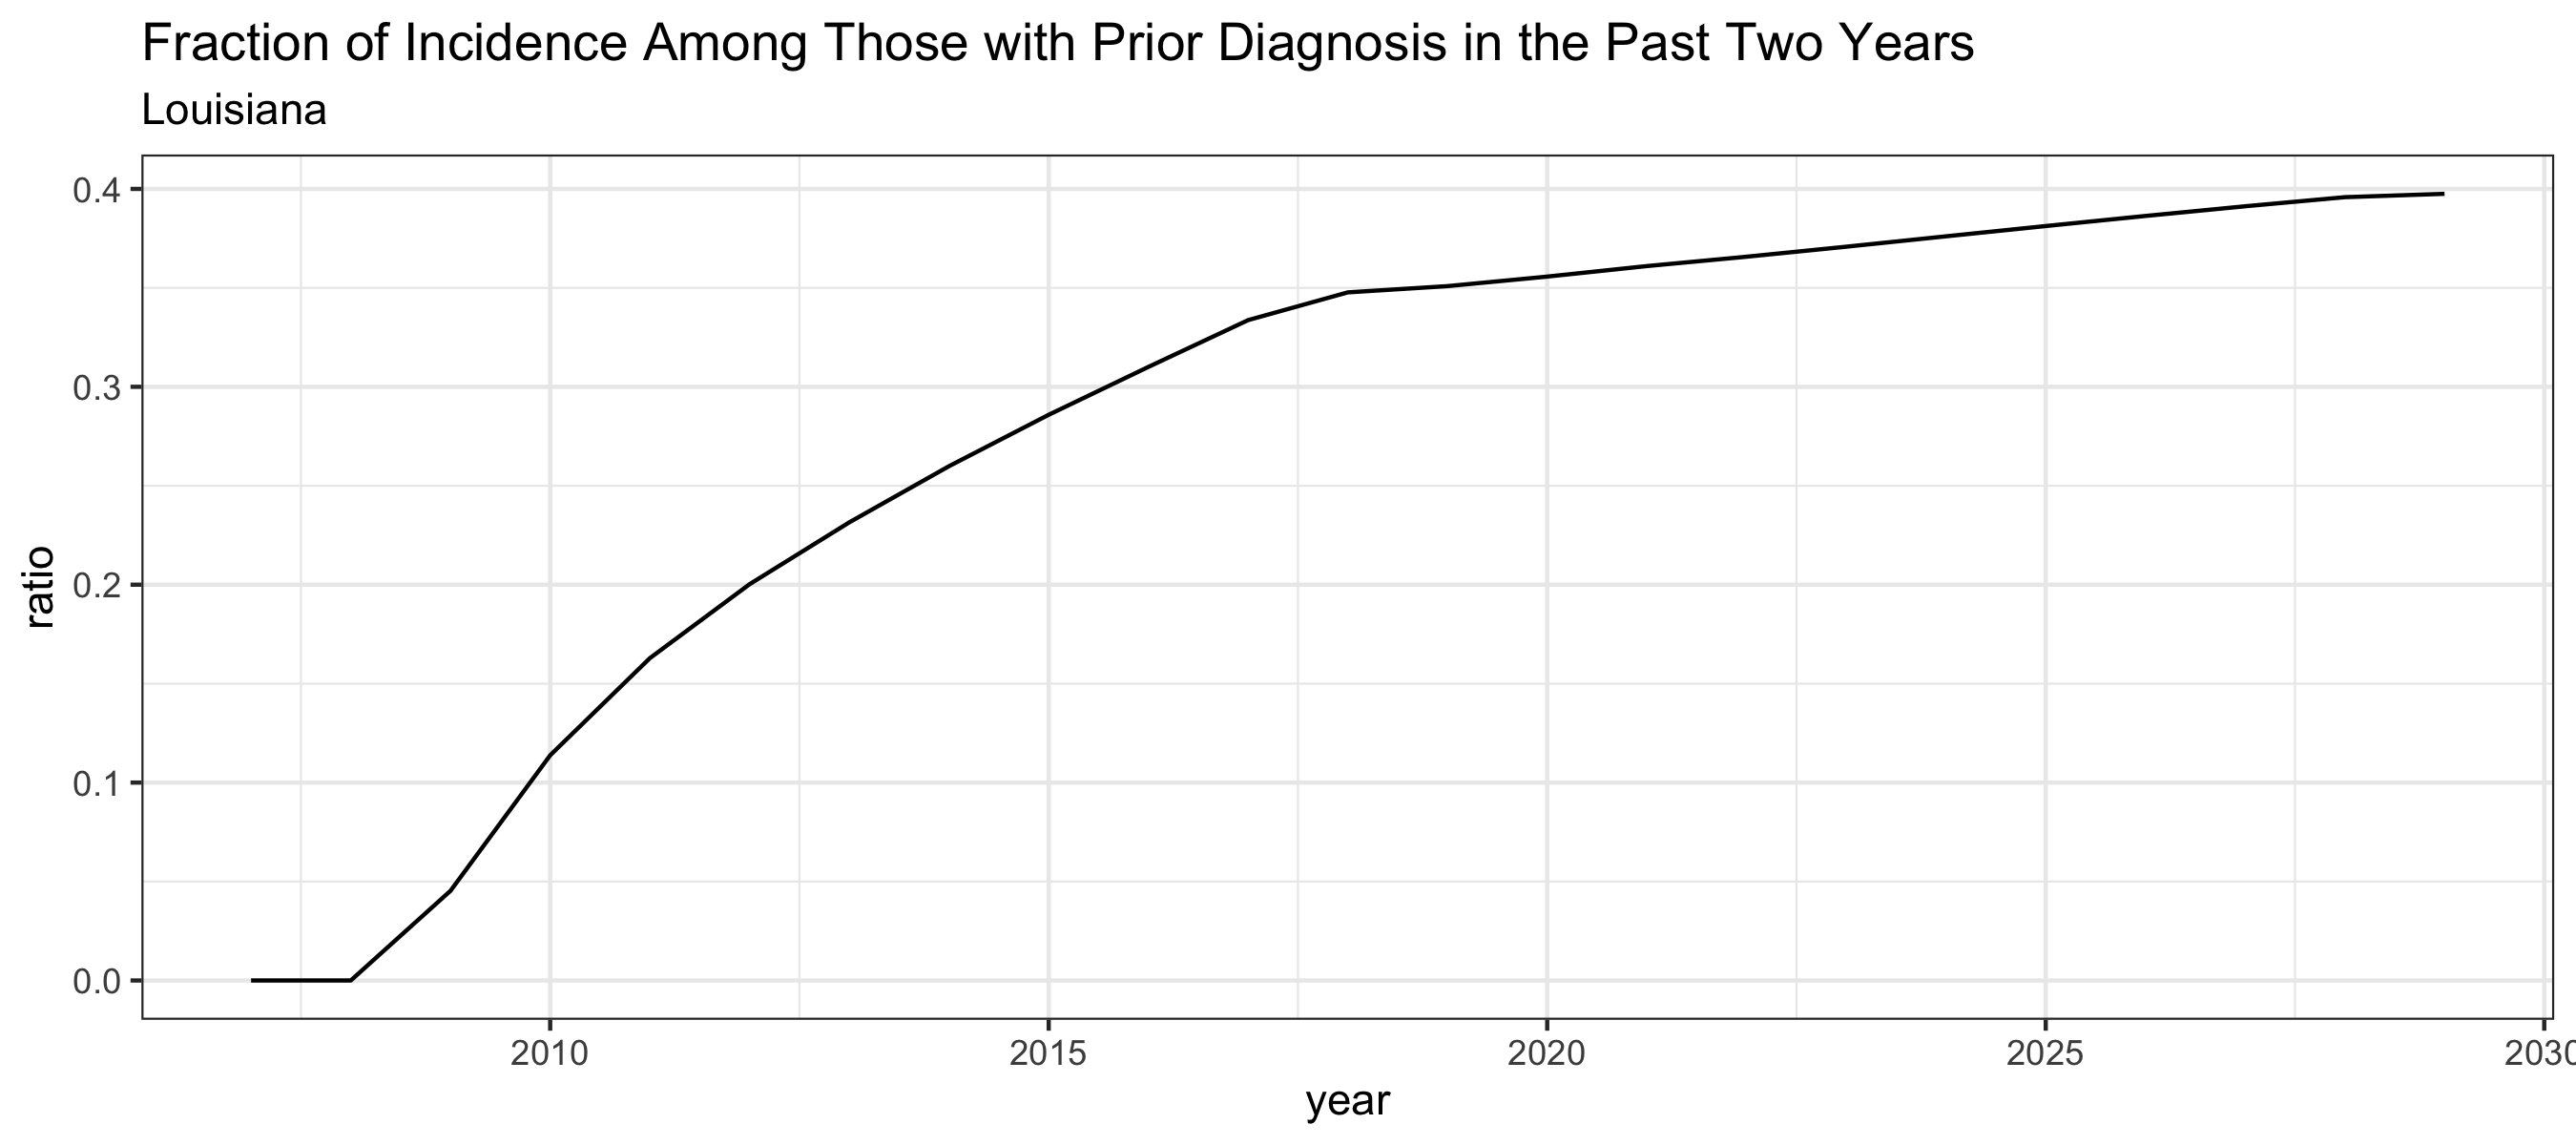 Fraction of Incidence Among Those with Prior Diagnosis in the Past Two Years
Louisiana
0.4
0.3
0.2
0.1
0.0
ratio
2010 2015 2020 2025 2030
year